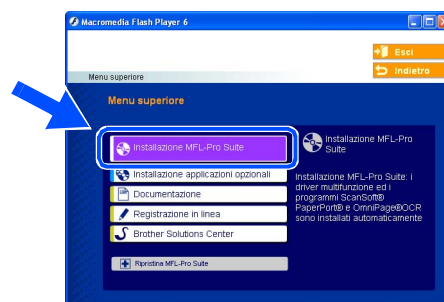 Macromedia Flash Player 6
Esci
Indietro
Menu superiore
Menu superiore
Installazione MFL-Pro Suite
Installazione applicazioni opzionali
Documentazione
Registrazione in linea
Brother Solutions Center
Ripristina MFL-Pro Suite
Installazione MFL-Pro
Suite
Installazione MFL-Pro Suite: i
driver multifunzione ed i
programmi ScanSoft®
PaperPort® e OmniPage®OCR
sono installati automaticamente